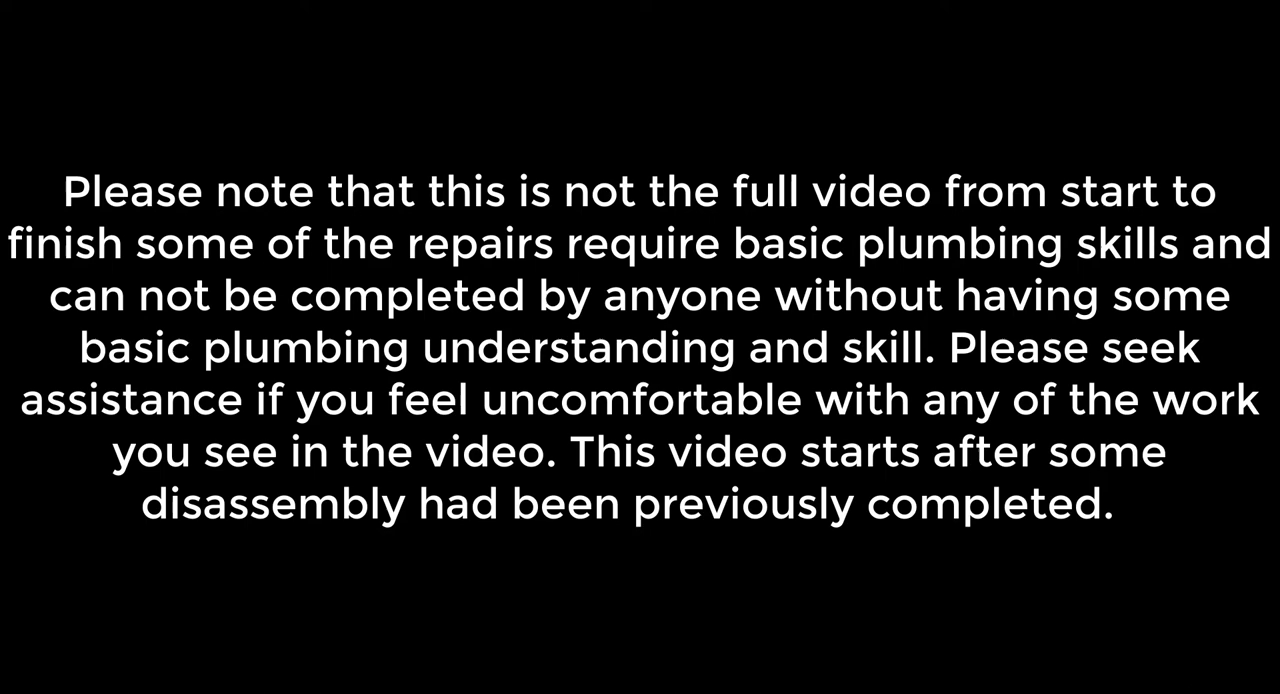 Please note that this is not the full video from start to
finish some of the repairs require basic plumbing skills and
can not be completed by anyone without having some
basic plumbing understanding and skill. Please seek
assistance if you feel uncomfortable with any of the work
you see in the video. This video starts after some
disassembly had been previously completed.